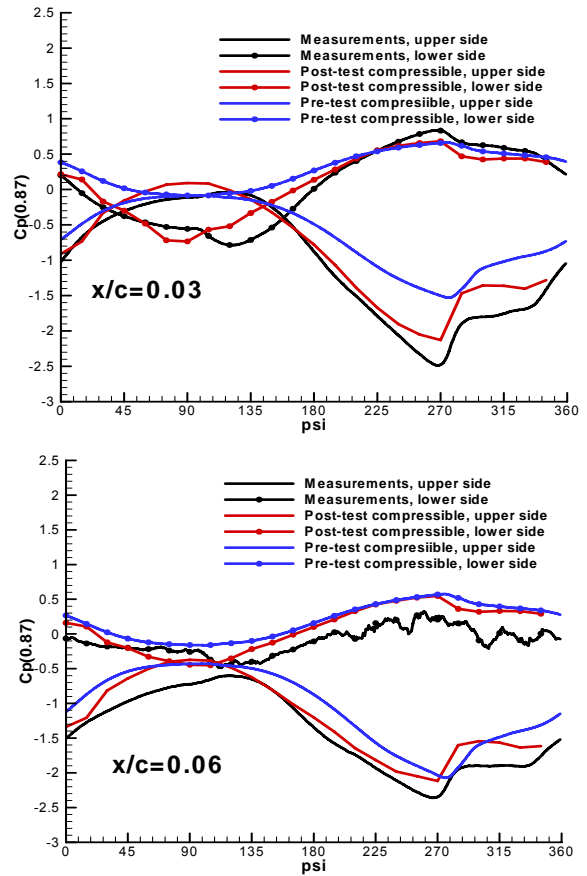 2.5
2
1.5
1
0.5
0
-0.5
-1
-1.5
-2
-2.5
-3
Cp(0.87)
Measurements, upper side
Measurements, lower side
Post-test compressible, upper side
Post-test compressible, lower side
Pre-test compresiible, upper side
Pre-test compressible, lower side
x/c=0.03
0 45 90 135 180 225 270 315 360
psi
2.5
2
1.5
1
0.5
0
-0.5
-1
-1.5
-2
-2.5
-3
Cp(0.87)
Measurements, upper side
Measurements, lower side
Post-test compressible, upper side
Post-test compressible, lower side
Pre-test compresiible, upper side
Pre-test compressible, lower side
x/c=0.06
0 45 90 135 180 225 270 315 360
psi